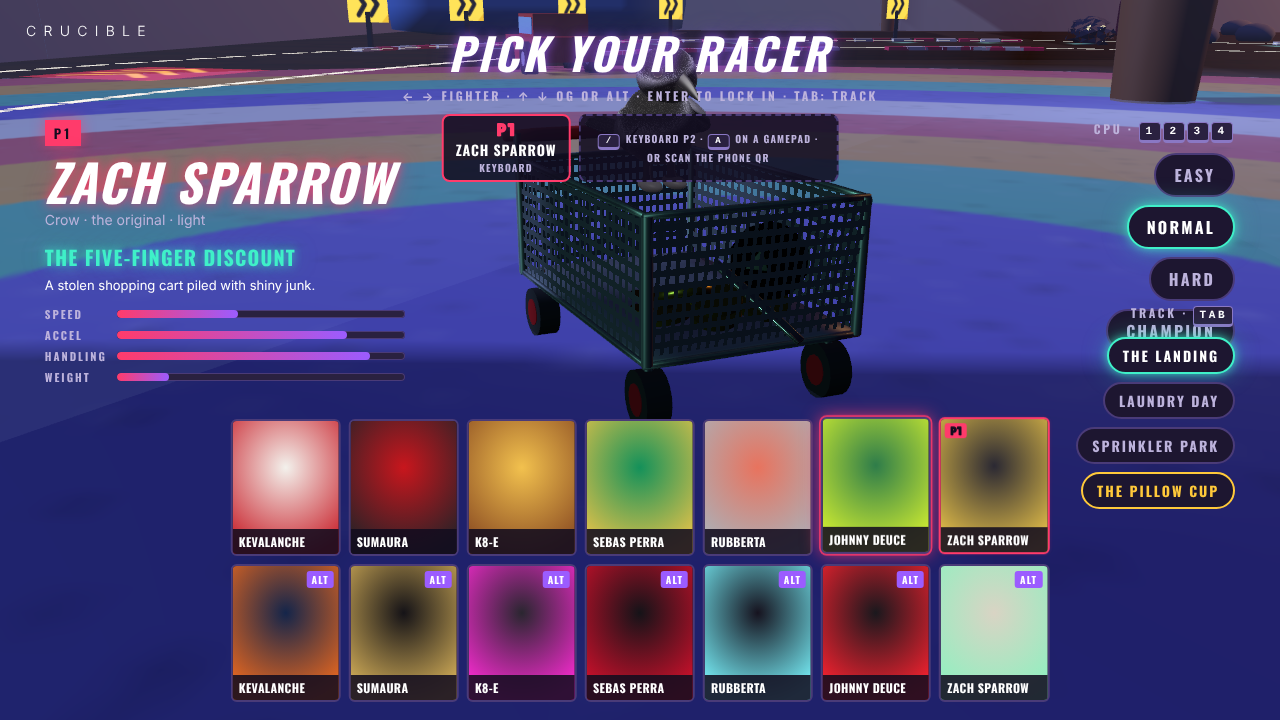 CRUCIBLE
PICK YOUR RACER
← → FIGHTER · ↑ ↓ OG OR ALT · ENTER TO LOCK IN · TAB: TRACK
P1
ZACH SPARROW
Crow · the original · light
THE FIVE-FINGER DISCOUNT
A stolen shopping cart piled with shiny junk.
SPEED
ACCEL
HANDLING
WEIGHT
P1
ZACH SPARROW
KEYBOARD
/ KEYBOARD P2 · A ON A GAMEPAD ·
OR SCAN THE PHONE QR
CPU · 1 2 3 4
EASY
NORMAL
HARD
CHAMPION
TRACK · TAB
THE LANDING
LAUNDRY DAY
SPRINKLER PARK
THE PILLOW CUP
KEVALANCHE
SUMAURA
K8-E
SEBAS PERRA
RUBBERTA
JOHNNY DEUCE
P1
ZACH SPARROW
ALT
KEVALANCHE
ALT
SUMAURA
ALT
K8-E
ALT
SEBAS PERRA
ALT
RUBBERTA
ALT
JOHNNY DEUCE
ALT
ZACH SPARROW